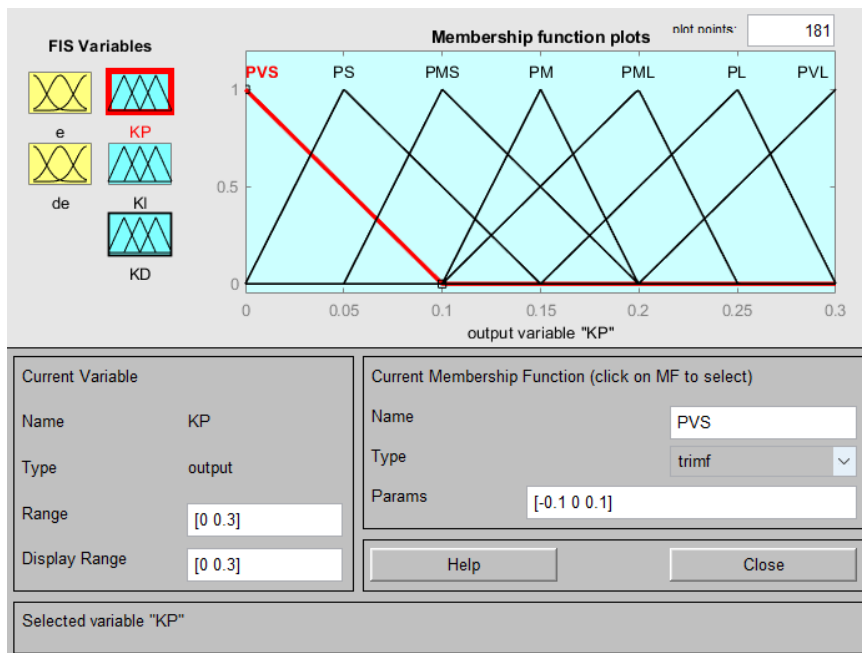 FIS Variables
Membership function plots
plot points:
181
PVS PS PMS PM PML PL PVL
e
KP
de
KI
KD
1
0.5
0
0 0.05 0.1 0.15 0.2 0.25 0.3
output variable "KP"
Current Variable
Name KP
Type output
Range [0 0.3]
Display Range [0 0.3]
Current Membership Function (click on MF to select)
Name PVS
Type trimf
Params [-0.1 0 0.1]
Help Close
Selected variable "KP"